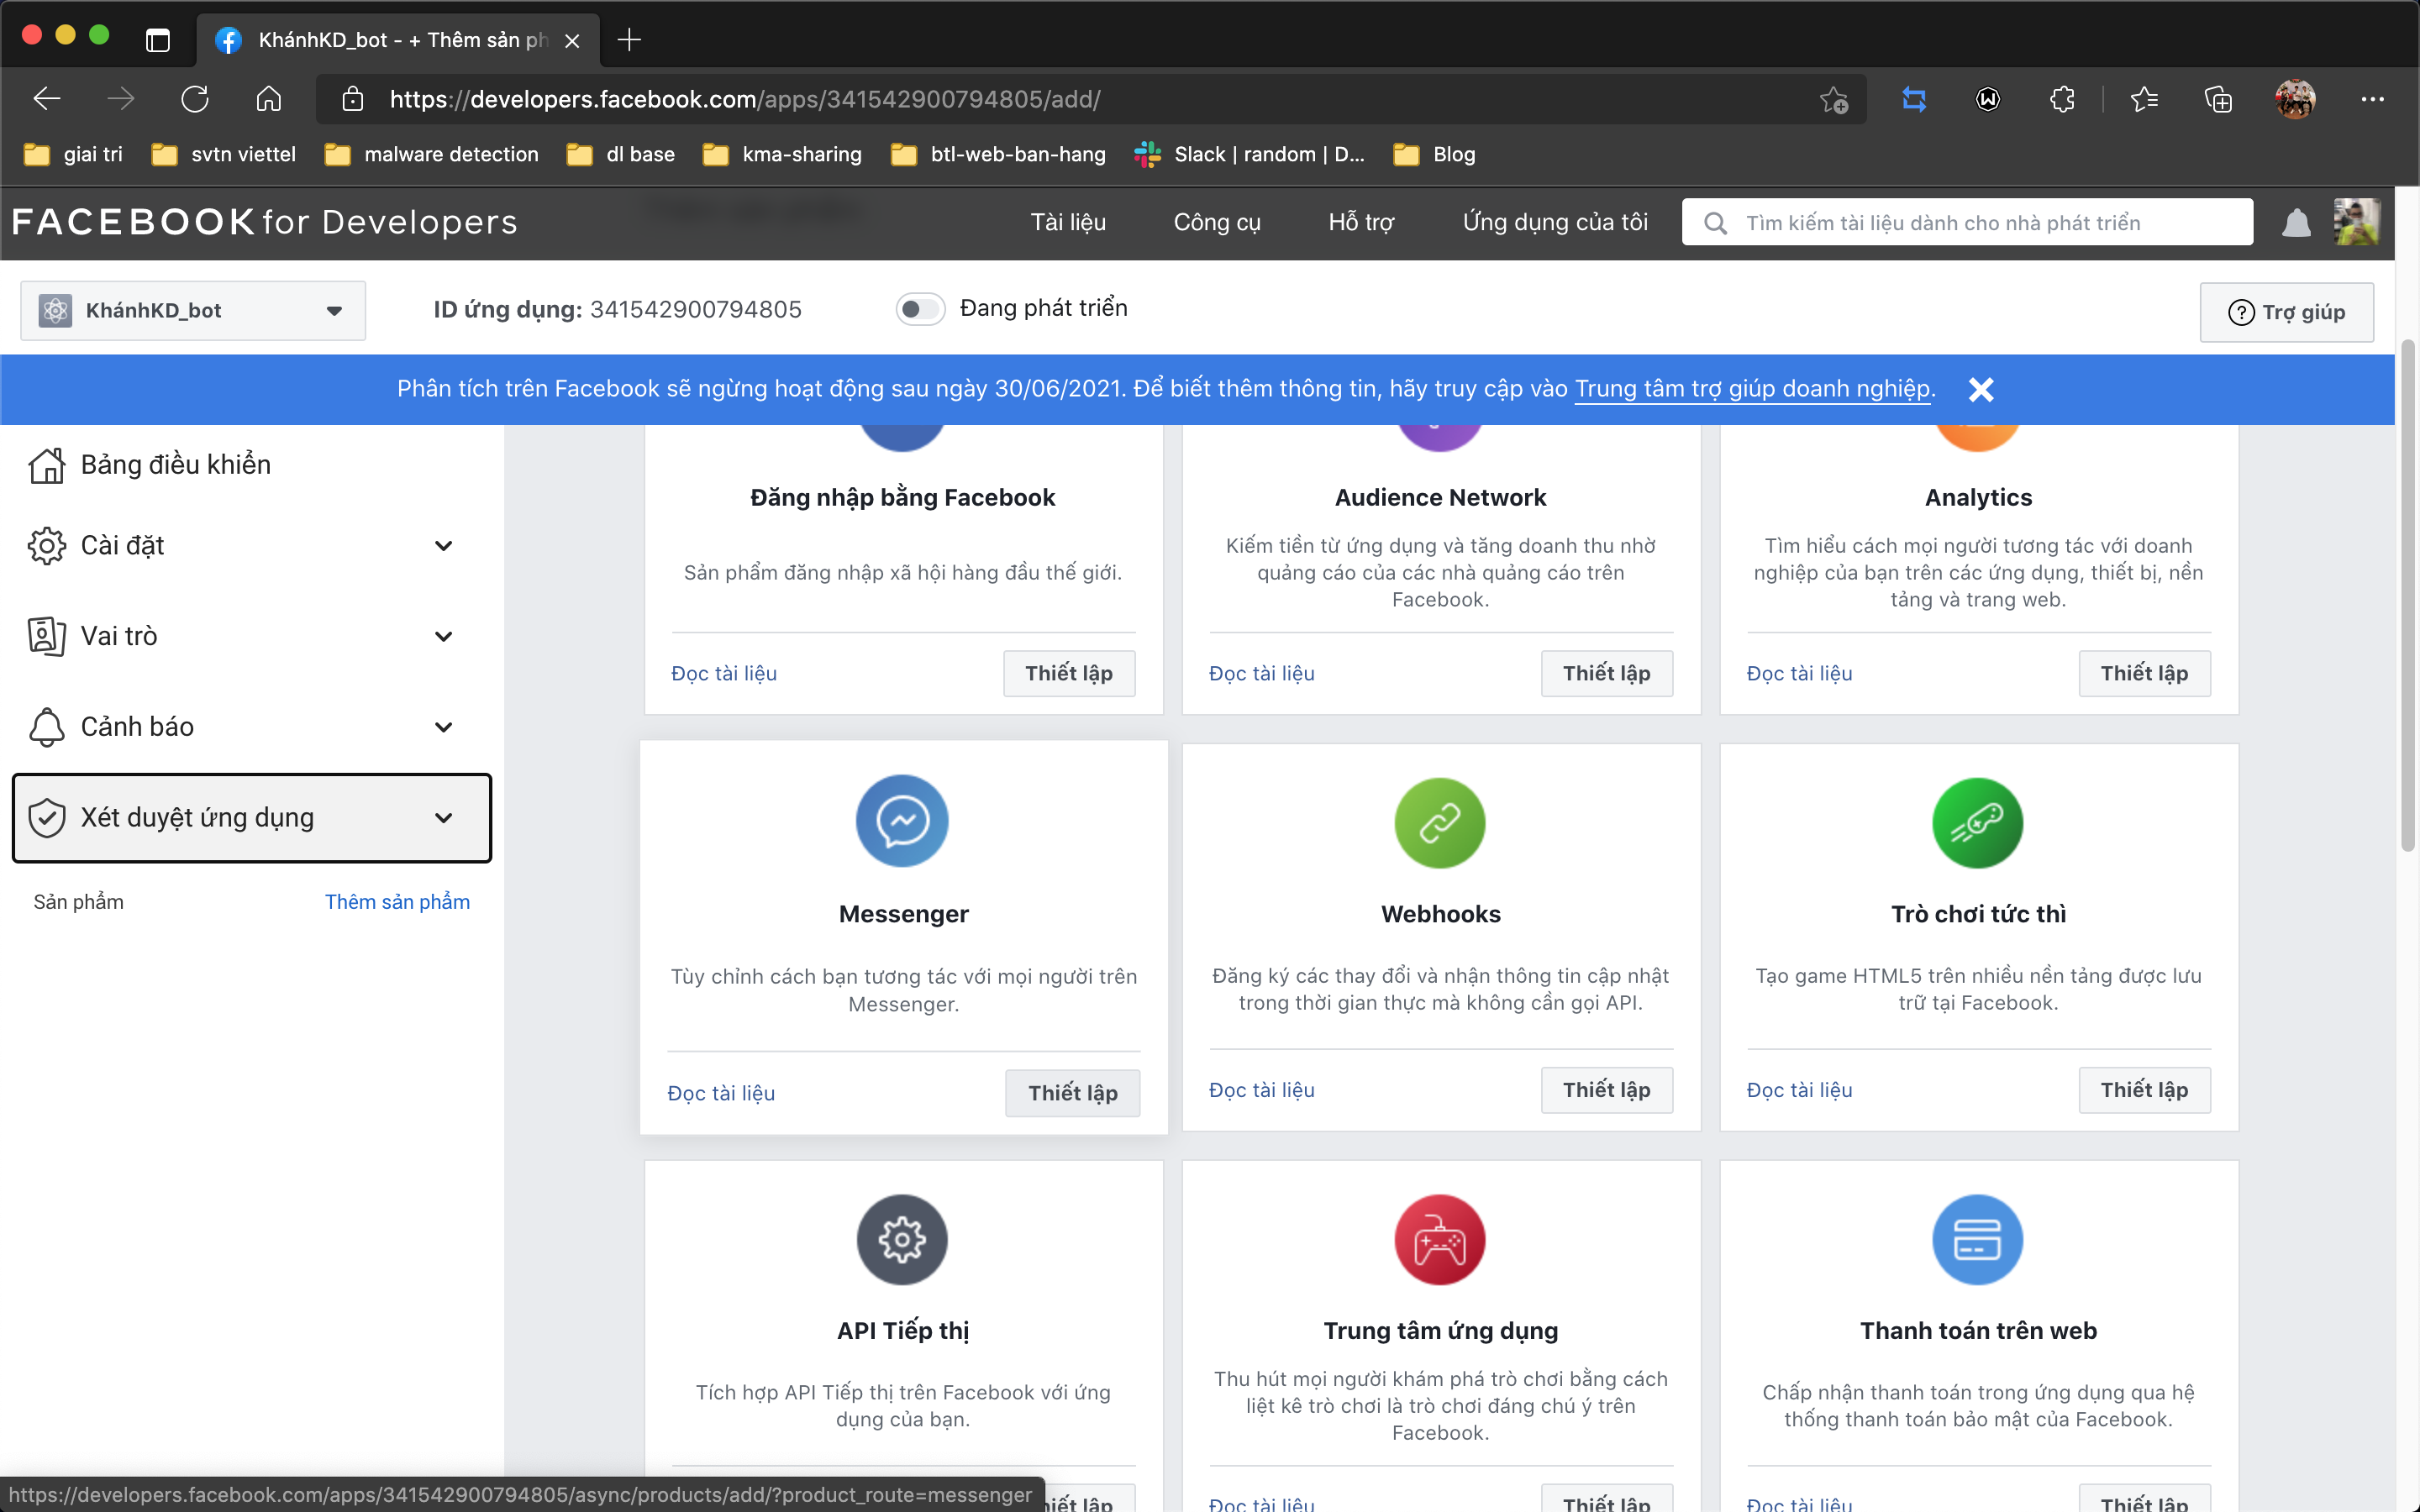 KhánhKD_bot - + Thêm sản ph
https://developers.facebook.com/apps/341542900794805/add/
giai tri
svtn viettel
malware detection
dl base
kma-sharing
btl-web-ban-hang
Slack | random | D...
Blog
FACEBOOK for Developers
Tài liệu
Công cụ
Hỗ trợ
Ứng dụng của tôi
Tìm kiếm tài liệu dành cho nhà phát triển
KhánhKD_bot
ID ứng dụng: 341542900794805
Đang phát triển
Trợ giúp
Phân tích trên Facebook sẽ ngừng hoạt động sau ngày 30/06/2021. Để biết thêm thông tin, hãy truy cập vào Trung tâm trợ giúp doanh nghiệp.
Bảng điều khiển
Cài đặt
Vai trò
Cảnh báo
Xét duyệt ứng dụng
Sản phẩm
Thêm sản phẩm
Đăng nhập bằng Facebook
Sản phẩm đăng nhập xã hội hàng đầu thế giới.
Đọc tài liệu
Thiết lập
Audience Network
Kiếm tiền từ ứng dụng và tăng doanh thu nhờ
quảng cáo của các nhà quảng cáo trên
Facebook.
Đọc tài liệu
Thiết lập
Analytics
Tìm hiểu cách mọi người tương tác với doanh
nghiệp của bạn trên các ứng dụng, thiết bị, nền
tảng và trang web.
Đọc tài liệu
Thiết lập
Messenger
Tùy chỉnh cách bạn tương tác với mọi người trên
Messenger.
Đọc tài liệu
Thiết lập
Webhooks
Đăng ký các thay đổi và nhận thông tin cập nhật
trong thời gian thực mà không cần gọi API.
Đọc tài liệu
Thiết lập
Trò chơi tức thì
Tạo game HTML5 trên nhiều nền tảng được lưu
trữ tại Facebook.
Đọc tài liệu
Thiết lập
API Tiếp thị
Tích hợp API Tiếp thị trên Facebook với ứng
dụng của bạn.
Trung tâm ứng dụng
Thu hút mọi người khám phá trò chơi bằng cách
liệt kê trò chơi là trò chơi đáng chú ý trên
Facebook.
Đọc tài liệu
Thiết lập
Thanh toán trên web
Chấp nhận thanh toán trong ứng dụng qua hệ
thống thanh toán bảo mật của Facebook.
Đọc tài liệu
Thiết lập
https://developers.facebook.com/apps/341542900794805/async/products/add/?product_route=messenger